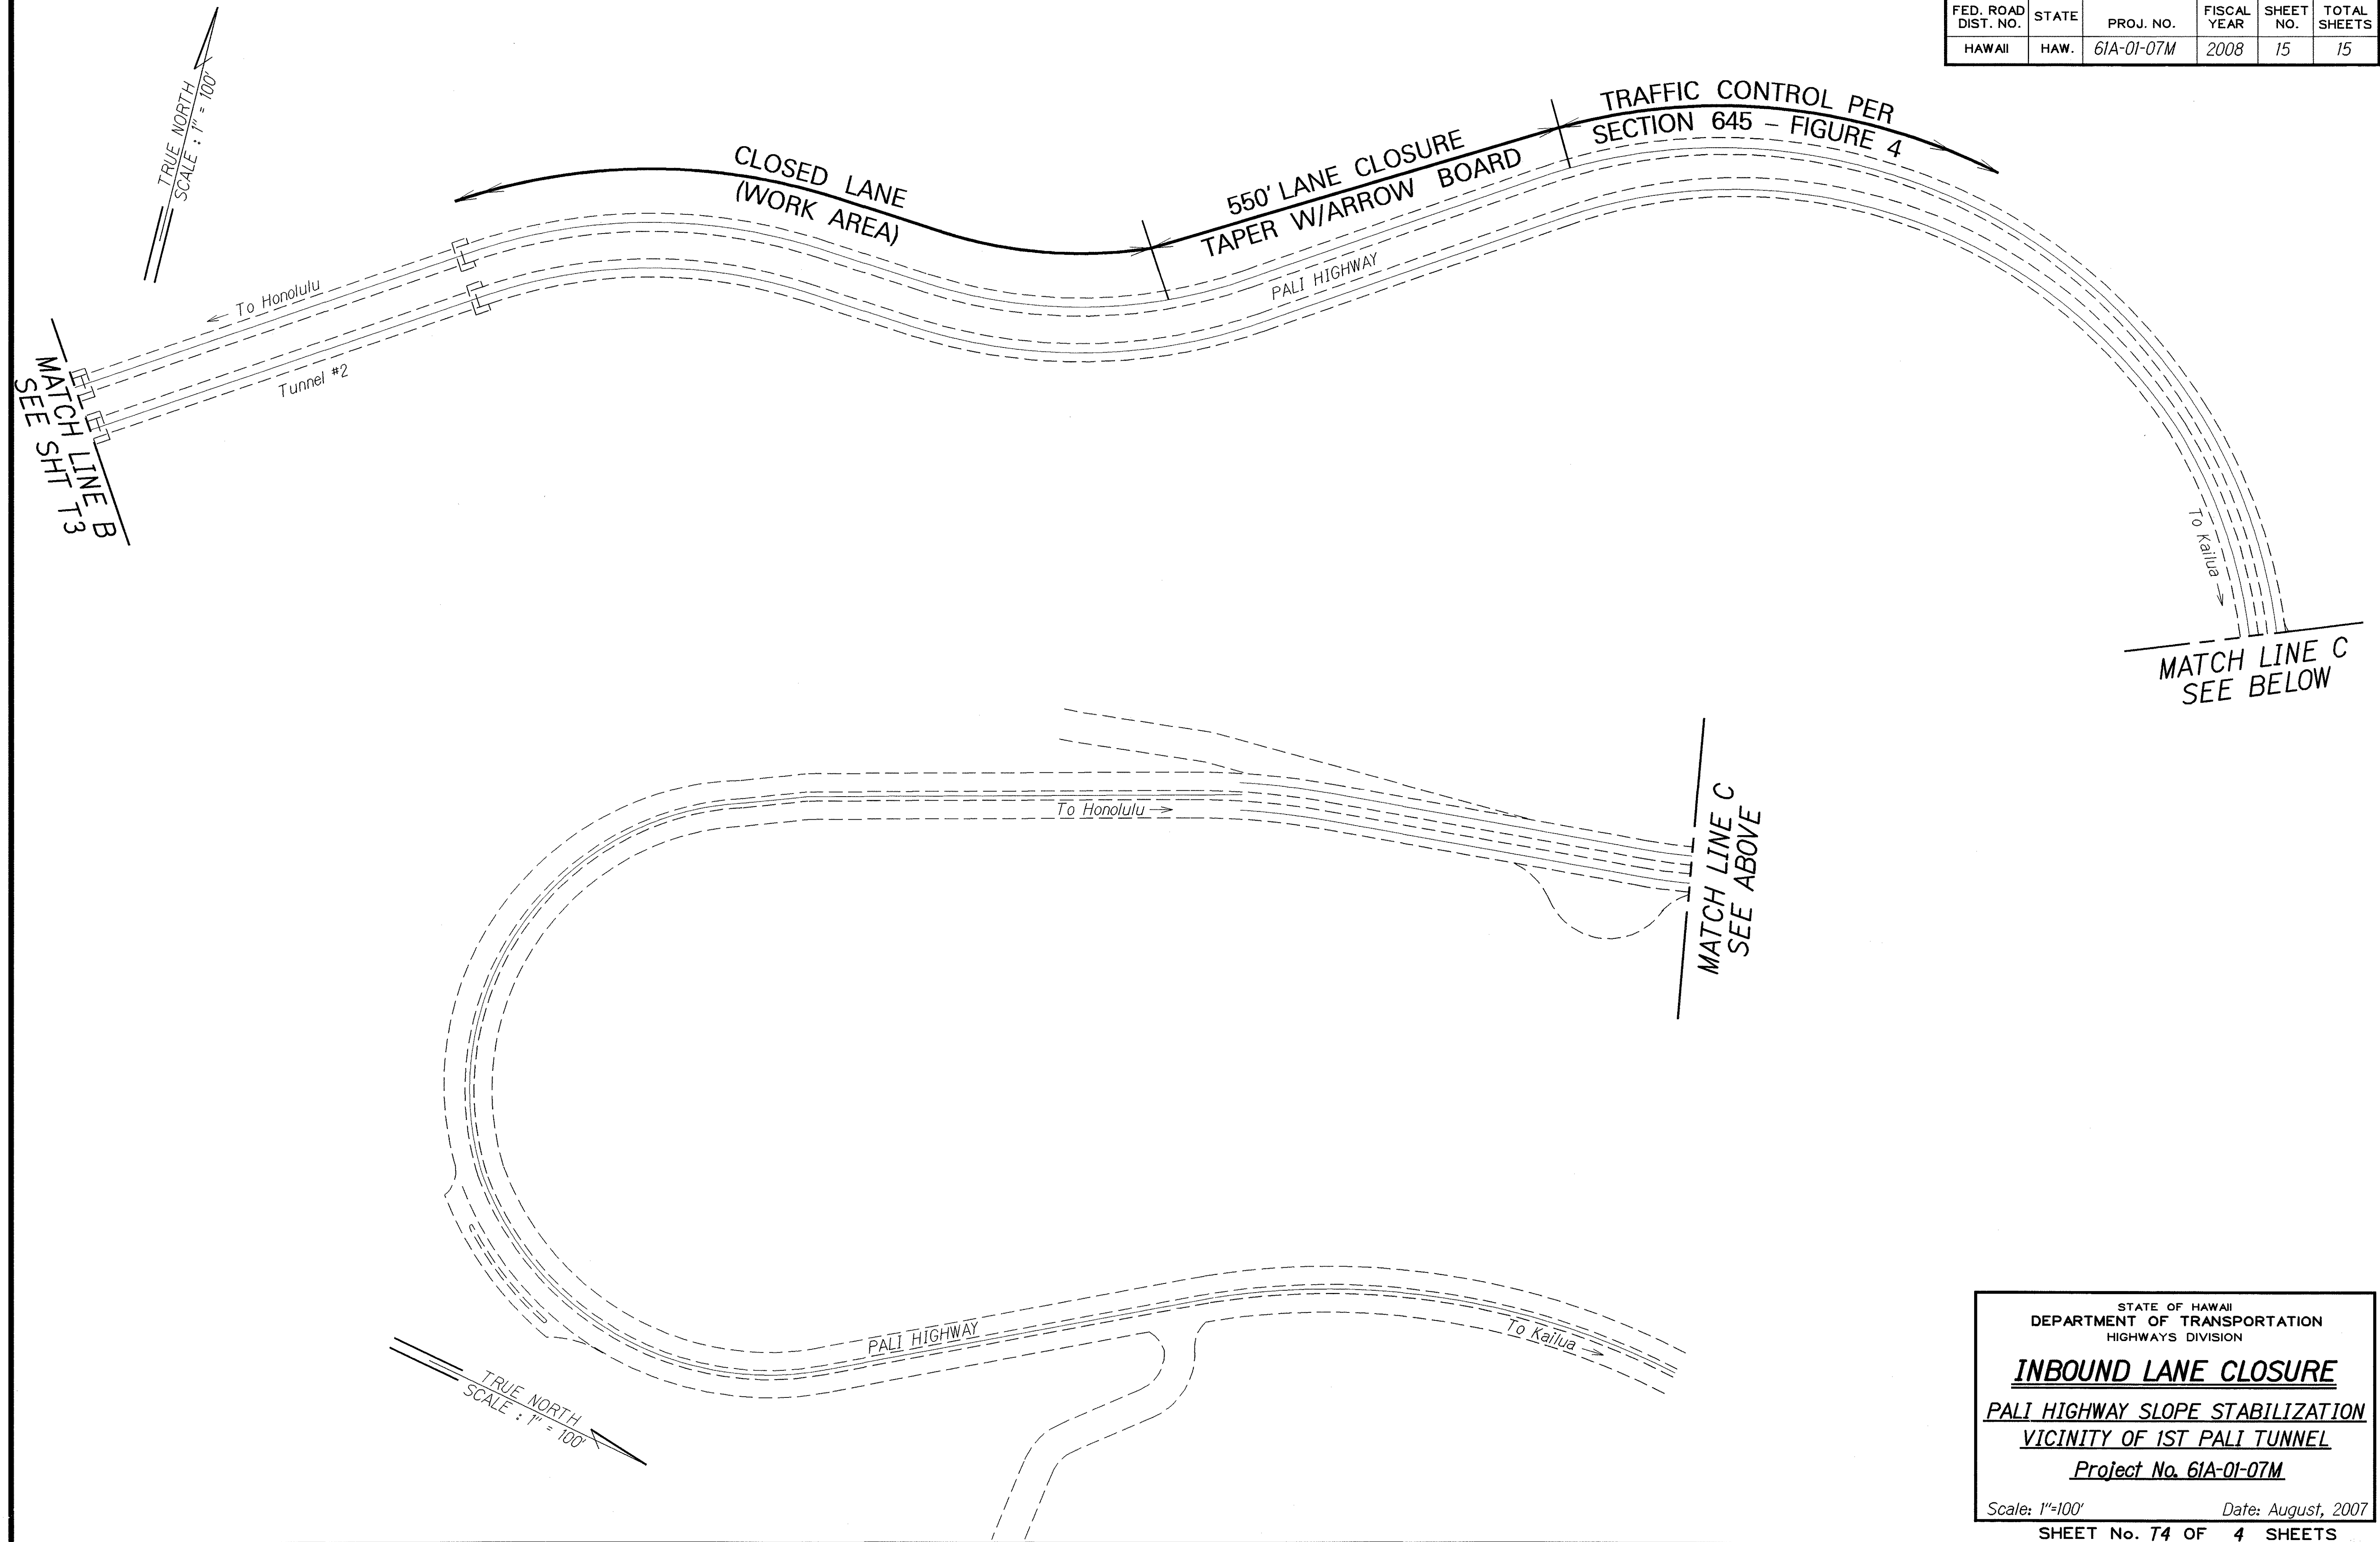 FED. ROAD DIST. NO. STATE PROJ. NO. FISCAL YEAR SHEET NO. TOTAL SHEETS
HAWAII HAW. 61A-01-07M 2008 15 15
TRUE NORTH
SCALE : 1" = 100'
CLOSED LANE
(WORK AREA)
550' LANE CLOSURE
TAPER W/ARROW BOARD
TRAFFIC CONTROL PER
SECTION 645 - FIGURE 4
To Honolulu
PALI HIGHWAY
Tunnel #2
MATCH LINE B
SEE SHT T3
To Kailua
MATCH LINE C
SEE BELOW
To Honolulu
MATCH LINE C
SEE ABOVE
PALI HIGHWAY
To Kailua
TRUE NORTH
SCALE : 1" = 100'
STATE OF HAWAII
DEPARTMENT OF TRANSPORTATION
HIGHWAYS DIVISION
INBOUND LANE CLOSURE
PALI HIGHWAY SLOPE STABILIZATION
VICINITY OF 1ST PALI TUNNEL
Project No. 61A-01-07M
Scale: 1"=100' Date: August, 2007
SHEET No. T4 OF 4 SHEETS